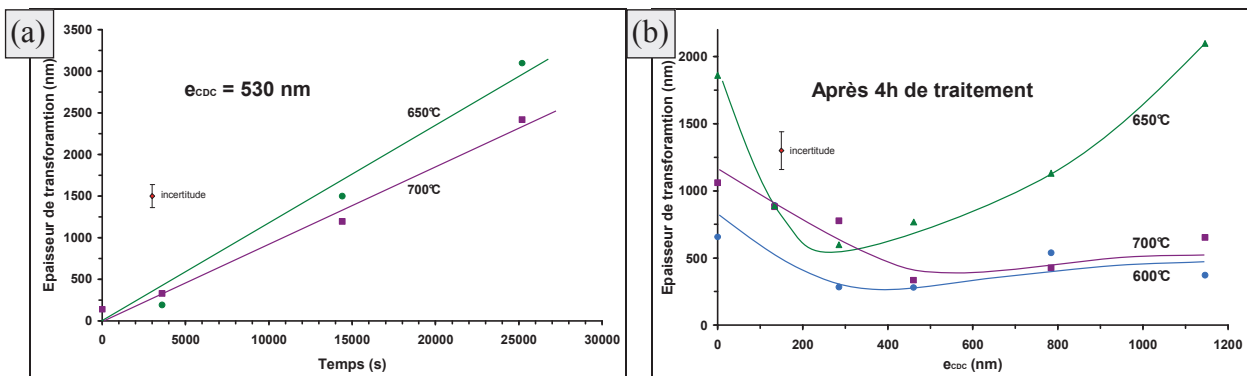 (a)
Epaisseur de transforamtion (nm)
3500
3000
2500
2000
1500
1000
500
0
eCDC = 530 nm
650°C
700°C
incertitude
0 5000 10000 15000 20000 25000 30000
Temps (s)
(b)
Epaisseur de transforamtion (nm)
2000
1500
1000
500
0
Après 4h de traitement
650°C
incertitude
700°C
600°C
0 200 400 600 800 1000 1200
eCDC (nm)